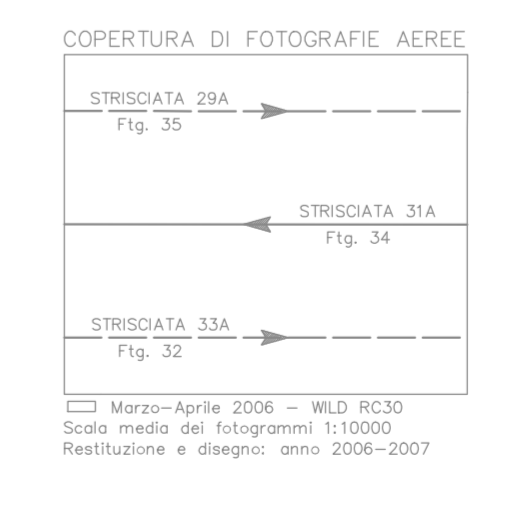 COPERTURA DI FOTOGRAFIE AEREE
STRISCIATA 29A
Ftg. 35
STRISCIATA 31A
Ftg. 34
STRISCIATA 33A
Ftg. 32
Marzo–Aprile 2006 – WILD RC30
Scala media dei fotogrammi 1:10000
Restituzione e disegno: anno 2006–2007